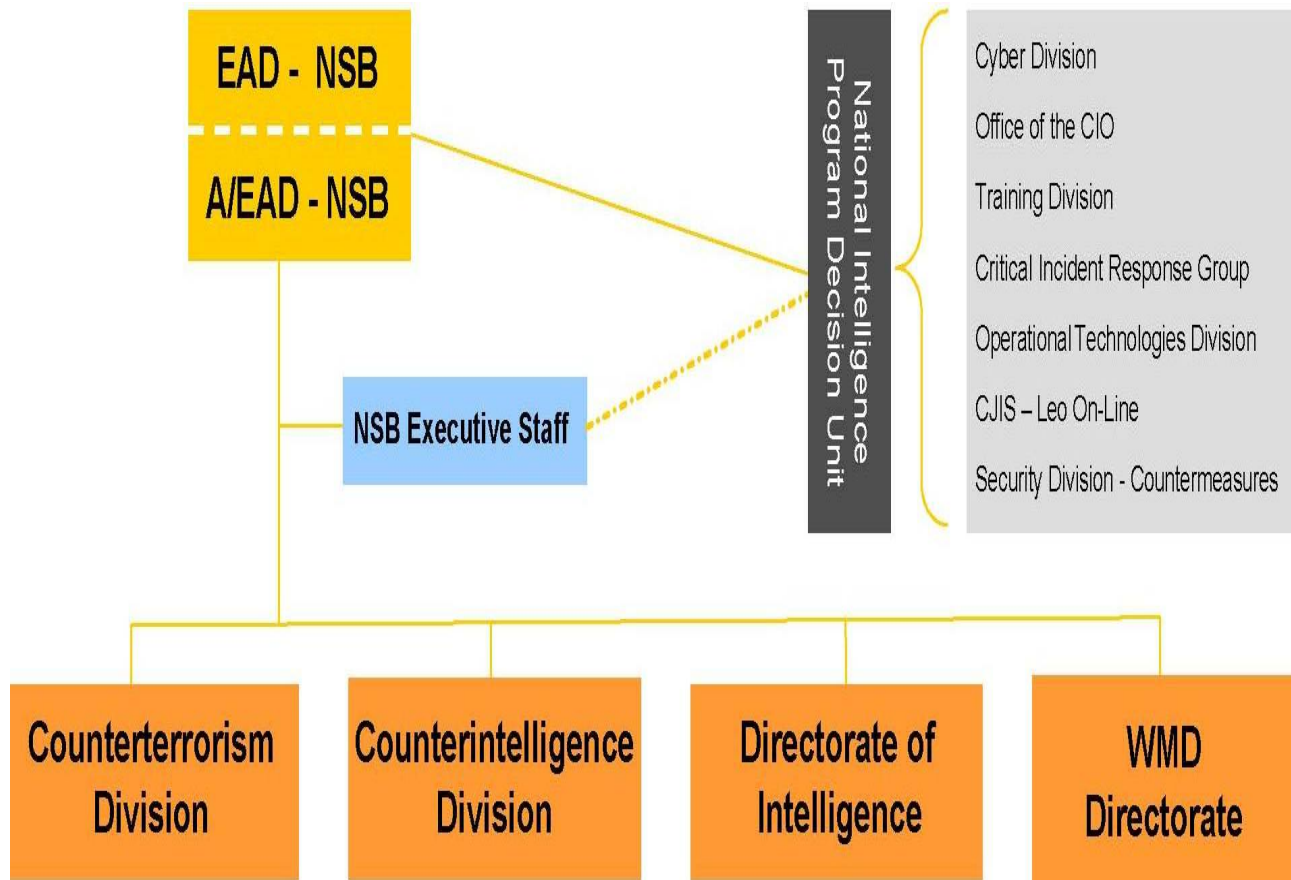 EAD - NSB
A/EAD - NSB
National Intelligence
Program Decision Unit
Cyber Division
Office of the CIO
Training Division
Critical Incident Response Group
Operational Technologies Division
CJIS – Leo On-Line
Security Division - Countermeasures
NSB Executive Staff
Counterterrorism
Division
Counterintelligence
Division
Directorate of
Intelligence
WMD
Directorate